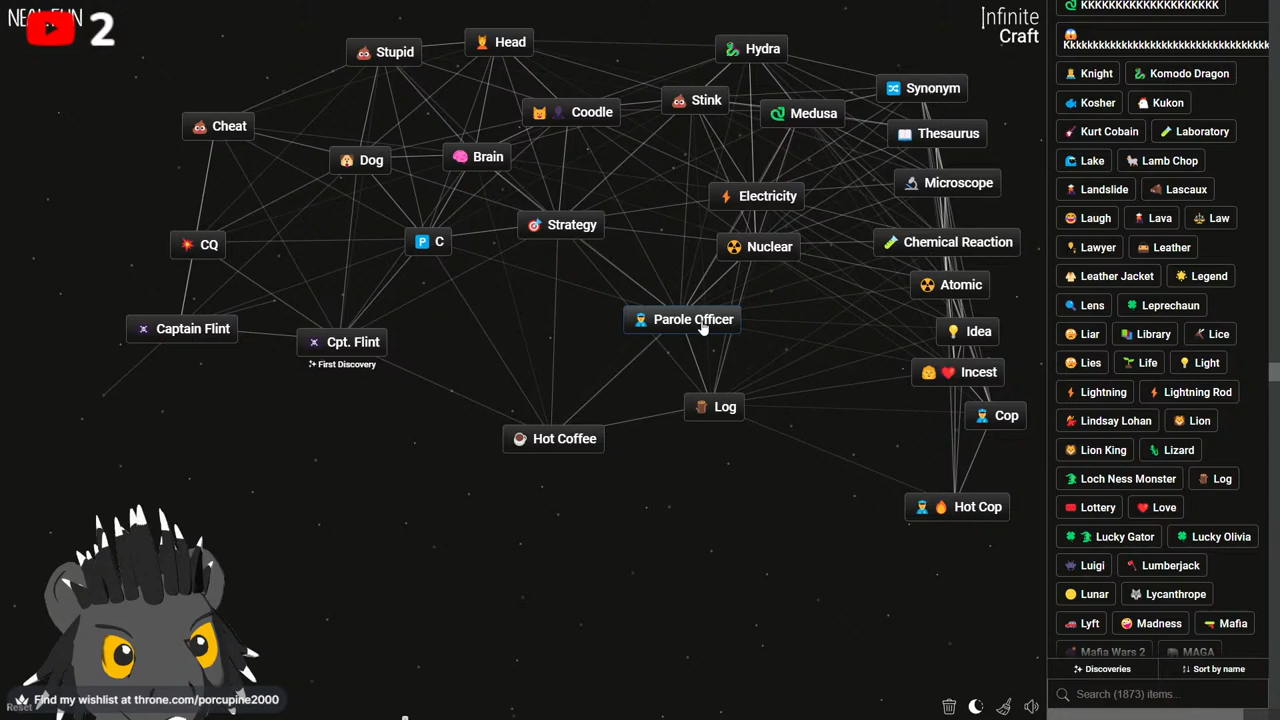 NEAL.FUN
2
Infinite
Craft
Stupid
Head
Hydra
Synonym
Coodle
Stink
Medusa
Cheat
Thesaurus
Dog
Brain
Microscope
Electricity
Strategy
CQ
C
Nuclear
Chemical Reaction
Atomic
Captain Flint
Parole Officer
Idea
Cpt. Flint
First Discovery
Incest
Log
Cop
Hot Coffee
Hot Cop
Knight
Komodo Dragon
Kosher
Kukon
Kurt Cobain
Laboratory
Lake
Lamb Chop
Landslide
Lascaux
Laugh
Lava
Law
Lawyer
Leather
Leather Jacket
Legend
Lens
Leprechaun
Liar
Library
Lice
Lies
Life
Light
Lightning
Lightning Rod
Lindsay Lohan
Lion
Lion King
Lizard
Loch Ness Monster
Log
Lottery
Love
Lucky Gator
Lucky Olivia
Luigi
Lumberjack
Lunar
Lycanthrope
Lyft
Madness
Mafia
Mafia Wars 2
MAGA
Discoveries
Sort by name
Search (1873) items...
Find my wishlist at throne.com/porcupine2000
Reset